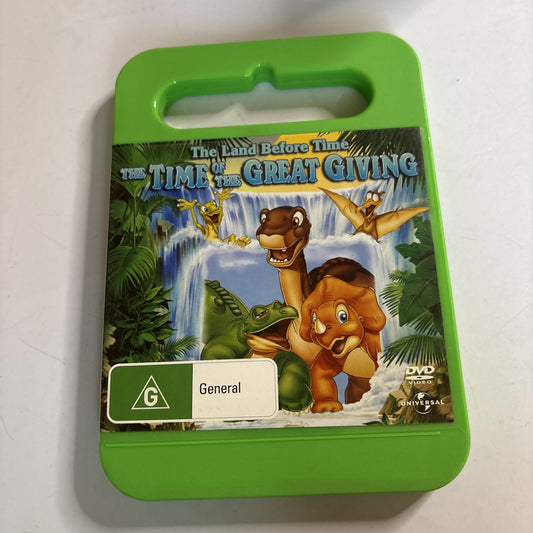 The Land Before Time
THE TIME OF THE GREAT GIVING
G
General
DVD
VIDEO
UNIVERSAL